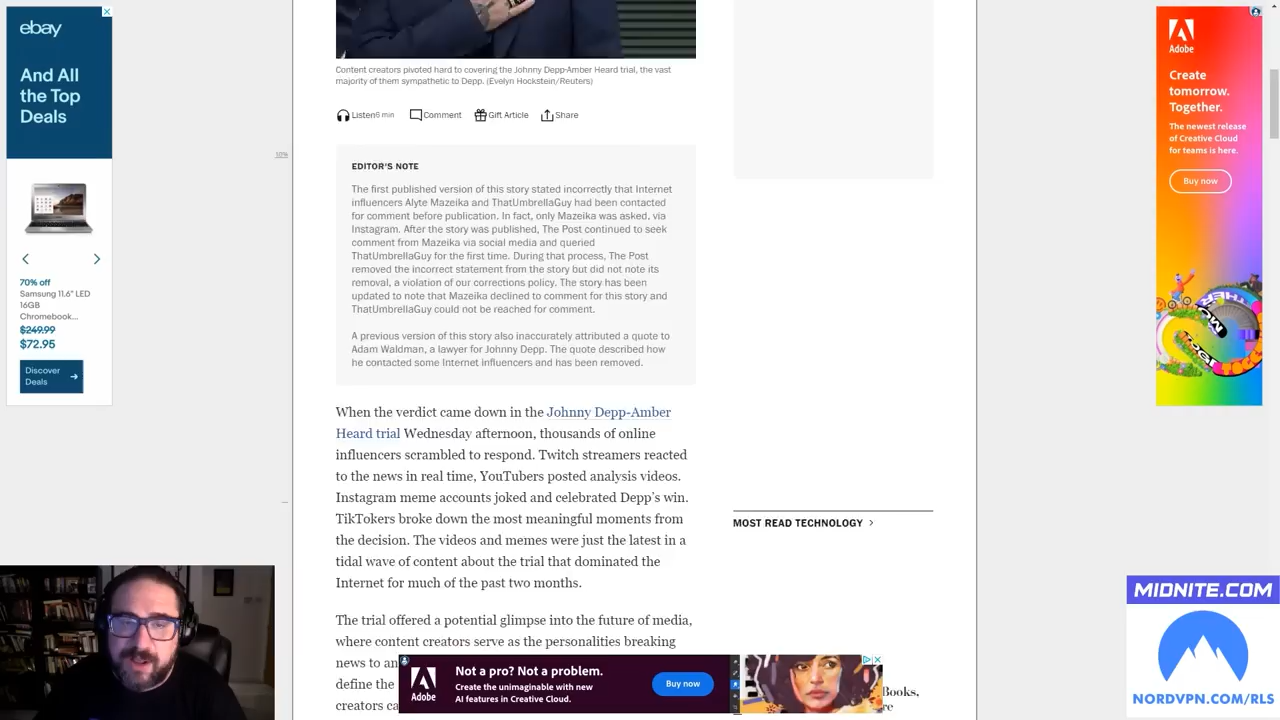 ebay
And All
the Top
Deals
70% off
Samsung 11.6" LED
16GB
Chromebook...
$249.99
$72.95
Discover
Deals
10%
Content creators pivoted hard to covering the Johnny Depp-Amber Heard trial, the vast
majority of them sympathetic to Depp. (Evelyn Hockstein/Reuters)
Listen 6 min
Comment
Gift Article
Share
EDITOR'S NOTE
The first published version of this story stated incorrectly that Internet
influencers Alyte Mazeika and ThatUmbrellaGuy had been contacted
for comment before publication. In fact, only Mazeika was asked, via
Instagram. After the story was published, The Post continued to seek
comment from Mazeika via social media and queried
ThatUmbrellaGuy for the first time. During that process, The Post
removed the incorrect statement from the story but did not note its
removal, a violation of our corrections policy. The story has been
updated to note that Mazeika declined to comment for this story and
ThatUmbrellaGuy could not be reached for comment.
A previous version of this story also inaccurately attributed a quote to
Adam Waldman, a lawyer for Johnny Depp. The quote described how
he contacted some Internet influencers and has been removed.
When the verdict came down in the Johnny Depp-Amber
Heard trial Wednesday afternoon, thousands of online
influencers scrambled to respond. Twitch streamers reacted
to the news in real time, YouTubers posted analysis videos.
Instagram meme accounts joked and celebrated Depp's win.
TikTokers broke down the most meaningful moments from
the decision. The videos and memes were just the latest in a
tidal wave of content about the trial that dominated the
Internet for much of the past two months.
The trial offered a potential glimpse into the future of media,
where content creators serve as the personalities breaking
news to an
define the
creators ca
MOST READ TECHNOLOGY
Books,
re
Adobe
Not a pro? Not a problem.
Create the unimaginable with new
AI features in Creative Cloud.
Buy now
Adobe
Create
tomorrow.
Together.
The newest release
of Creative Cloud
for teams is here.
Buy now
MIDNITE.COM
NORDVPN.COM/RLS